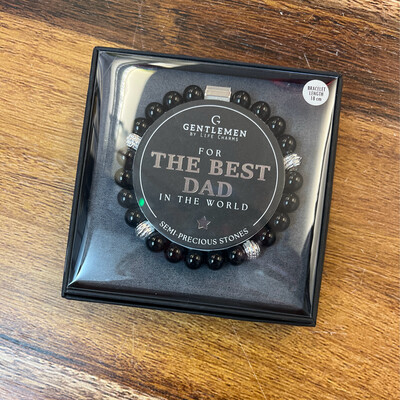 G
GENTLEMEN
BY LIFE CHARMS
FOR
THE BEST
DAD
IN THE WORLD
SEMI-PRECIOUS STONES
BRACELET
LENGTH
18 cm